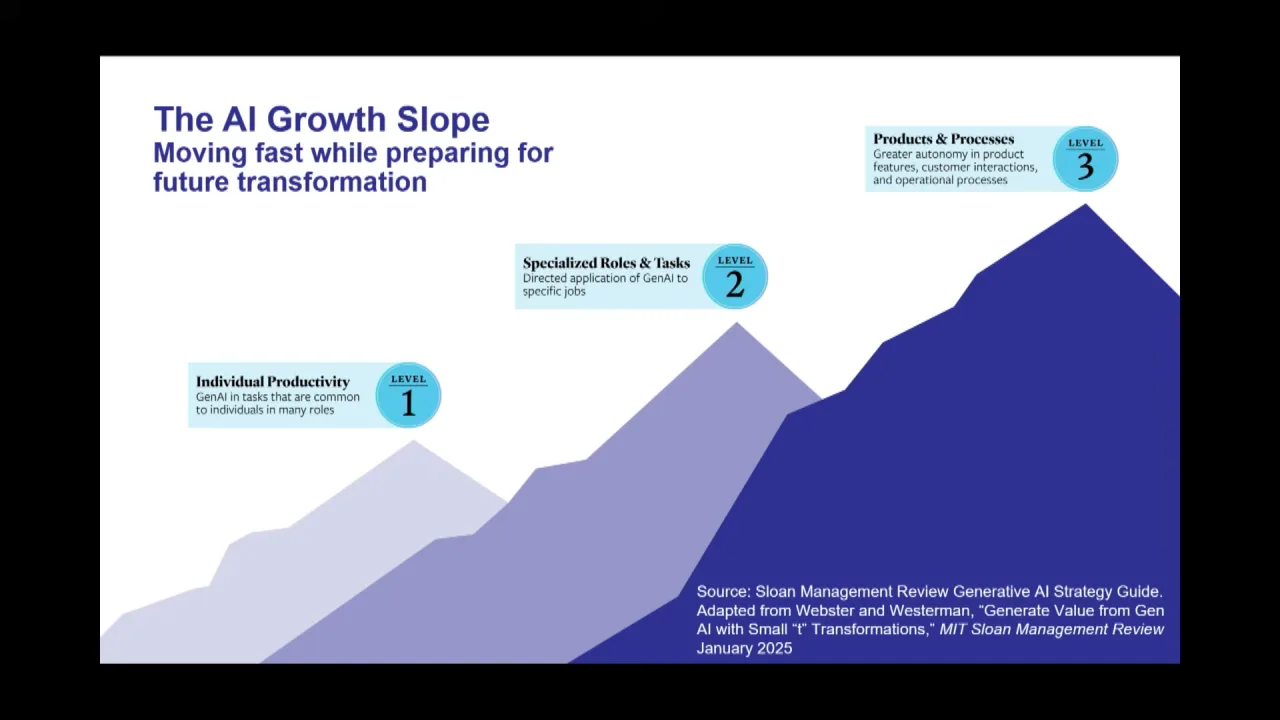 The AI Growth Slope
Moving fast while preparing for
future transformation
Products & Processes
Greater autonomy in product
features, customer interactions,
and operational processes
LEVEL
3
Specialized Roles & Tasks
Directed application of GenAI to
specific jobs
LEVEL
2
Individual Productivity
GenAI in tasks that are common
to individuals in many roles
LEVEL
1
Source: Sloan Management Review Generative AI Strategy Guide.
Adapted from Webster and Westerman, “Generate Value from Gen
AI with Small “t” Transformations,” MIT Sloan Management Review
January 2025